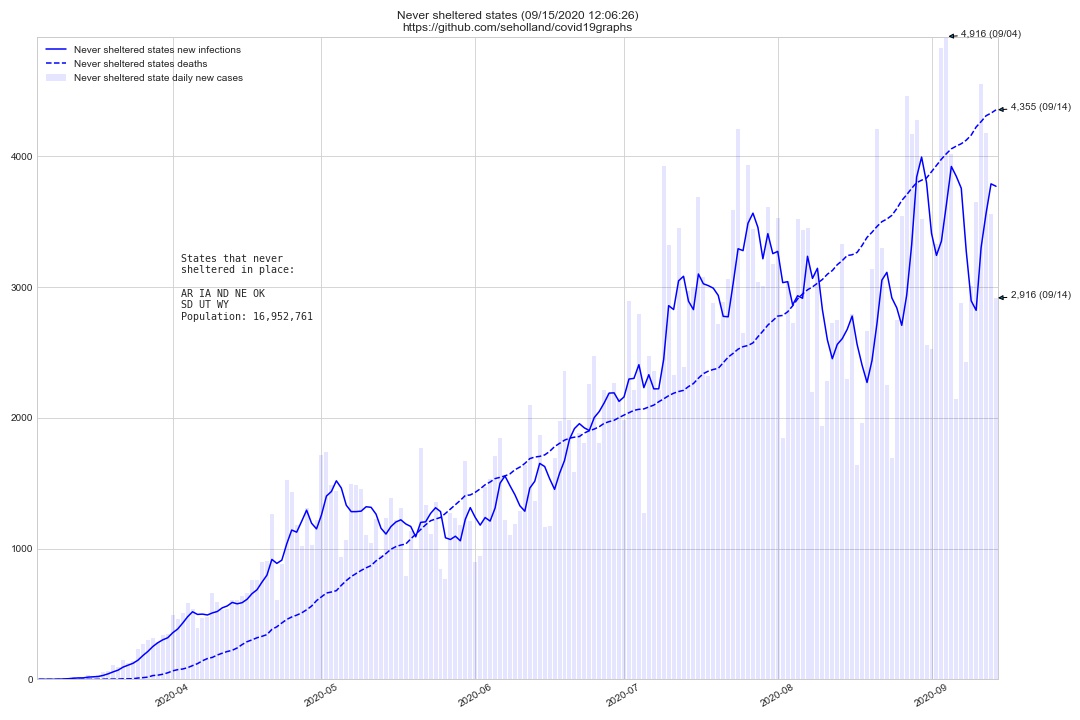 Never sheltered states (09/15/2020 12:06:26)
https://github.com/seholland/covid19graphs
Never sheltered states new infections
Never sheltered states deaths
Never sheltered state daily new cases
4,916 (09/04)
4,355 (09/14)
2,916 (09/14)
4000
3000
2000
1000
0
States that never
sheltered in place:
AR IA ND NE OK
SD UT WY
Population: 16,952,761
2020-04
2020-05
2020-06
2020-07
2020-08
2020-09